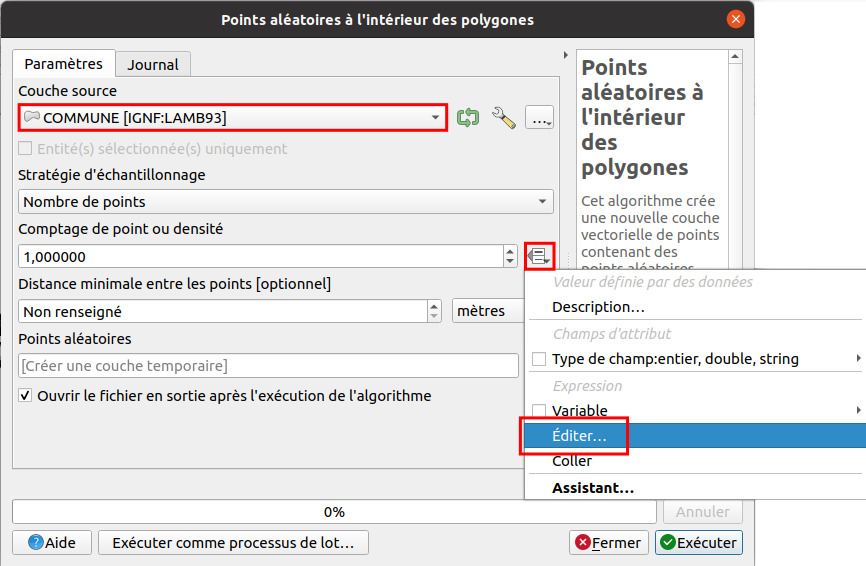 Points aléatoires à l'intérieur des polygones
Paramètres
Journal
Couche source
COMMUNE [IGNF:LAMB93]
...
Entité(s) sélectionnée(s) uniquement
Stratégie d'échantillonnage
Nombre de points
Comptage de point ou densité
1,000000
Distance minimale entre les points [optionnel]
Non renseigné
mètres
Points aléatoires
[Créer une couche temporaire]
Ouvrir le fichier en sortie après l'exécution de l'algorithme
Points
aléatoires à
l'intérieur
des
polygones
Cet algorithme crée
une nouvelle couche
vectorielle de points
contenant des
points aléatoires
Valeur définie par des données
Description...
Champs d'attribut
Type de champ:entier, double, string
Expression
Variable
Éditer...
Coller
Assistant...
0%
Annuler
Aide
Exécuter comme processus de lot...
Fermer
Exécuter